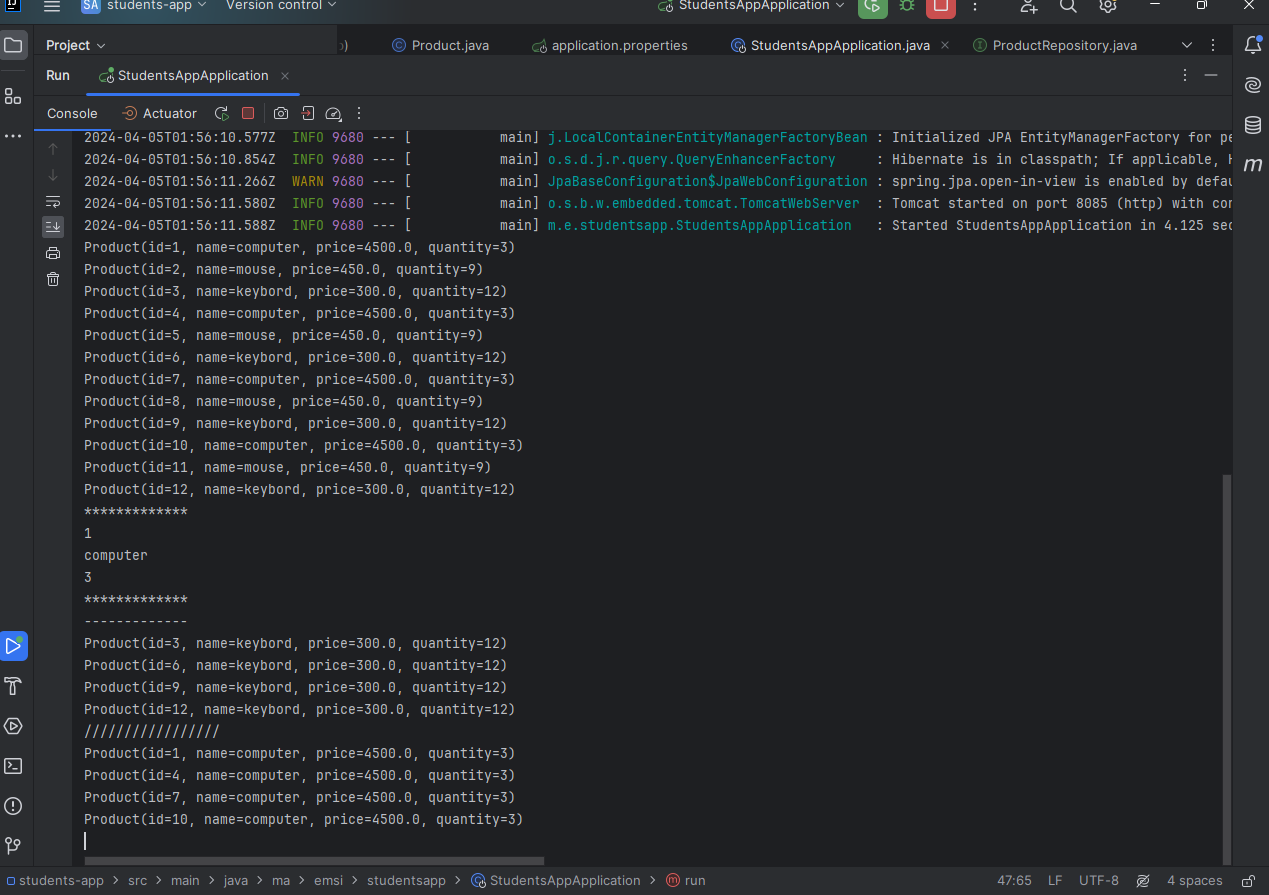 SA students-app Version control StudentsAppApplication
Project Product.java application.properties StudentsAppApplication.java ProductRepository.java
Run StudentsAppApplication
Console Actuator
2024-04-05T01:56:10.577Z  INFO 9680 --- [           main] j.LocalContainerEntityManagerFactoryBean : Initialized JPA EntityManagerFactory for pe
2024-04-05T01:56:10.854Z  INFO 9680 --- [           main] o.s.d.j.r.query.QueryEnhancerFactory     : Hibernate is in classpath; If applicable, H
2024-04-05T01:56:11.266Z  WARN 9680 --- [           main] JpaBaseConfiguration$JpaWebConfiguration : spring.jpa.open-in-view is enabled by defau
2024-04-05T01:56:11.580Z  INFO 9680 --- [           main] o.s.b.w.embedded.tomcat.TomcatWebServer  : Tomcat started on port 8085 (http) with con
2024-04-05T01:56:11.588Z  INFO 9680 --- [           main] m.e.studentsapp.StudentsAppApplication   : Started StudentsAppApplication in 4.125 sec
Product(id=1, name=computer, price=4500.0, quantity=3)
Product(id=2, name=mouse, price=450.0, quantity=9)
Product(id=3, name=keybord, price=300.0, quantity=12)
Product(id=4, name=computer, price=4500.0, quantity=3)
Product(id=5, name=mouse, price=450.0, quantity=9)
Product(id=6, name=keybord, price=300.0, quantity=12)
Product(id=7, name=computer, price=4500.0, quantity=3)
Product(id=8, name=mouse, price=450.0, quantity=9)
Product(id=9, name=keybord, price=300.0, quantity=12)
Product(id=10, name=computer, price=4500.0, quantity=3)
Product(id=11, name=mouse, price=450.0, quantity=9)
Product(id=12, name=keybord, price=300.0, quantity=12)
*************
1
computer
3
*************
-------------
Product(id=3, name=keybord, price=300.0, quantity=12)
Product(id=6, name=keybord, price=300.0, quantity=12)
Product(id=9, name=keybord, price=300.0, quantity=12)
Product(id=12, name=keybord, price=300.0, quantity=12)
/////////////////
Product(id=1, name=computer, price=4500.0, quantity=3)
Product(id=4, name=computer, price=4500.0, quantity=3)
Product(id=7, name=computer, price=4500.0, quantity=3)
Product(id=10, name=computer, price=4500.0, quantity=3)
students-app > src > main > java > ma > emsi > studentsapp > StudentsAppApplication > run 47:65 LF UTF-8 4 spaces